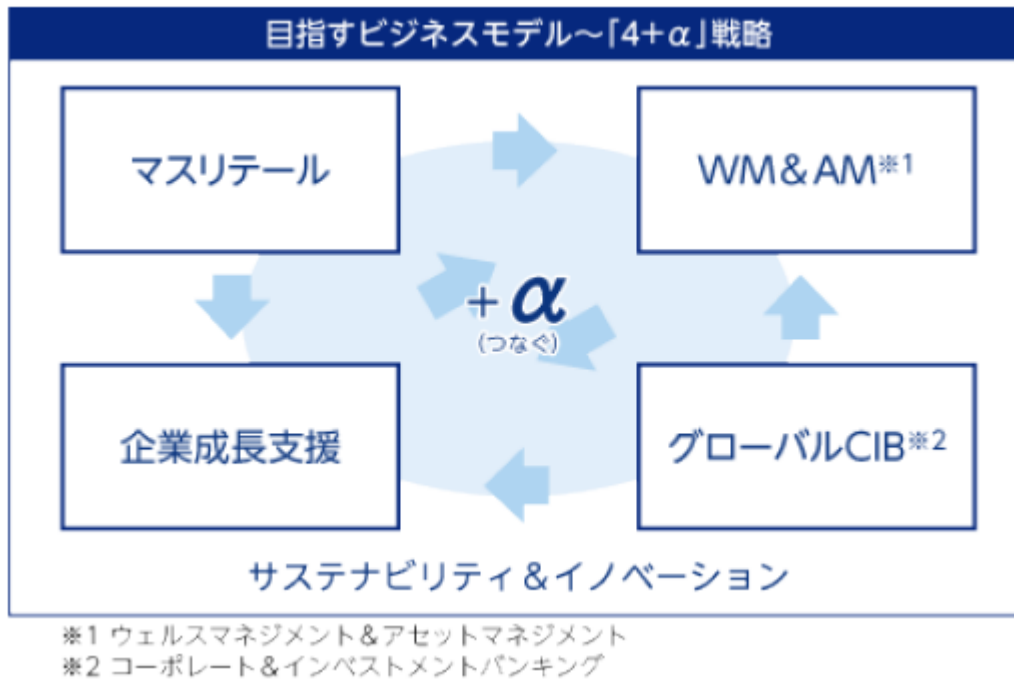 目指すビジネスモデル～「4+α」戦略
マスリテール
WM&AM※1
+α
(つなぐ)
企業成長支援
グローバルCIB※2
サステナビリティ&イノベーション
※1 ウェルスマネジメント&アセットマネジメント
※2 コーポレート&インベストメントバンキング